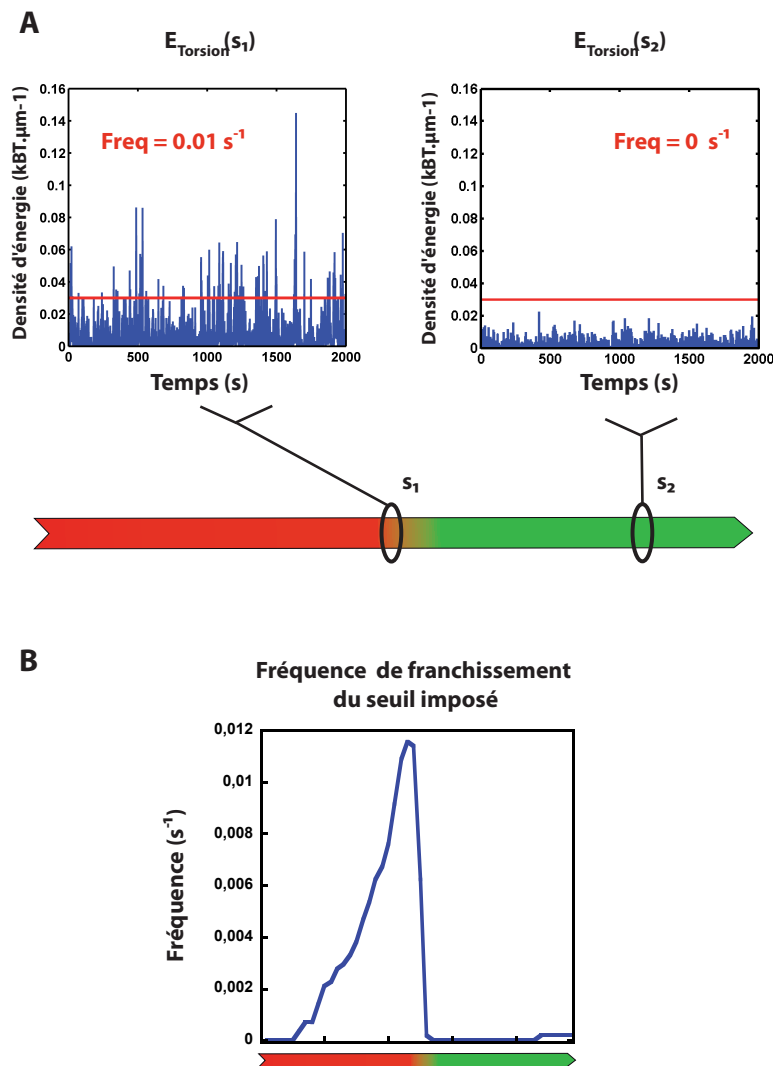 A
E_Torsion(s₁)
E_Torsion(s₂)
Densité d'énergie (kBT.µm-1)
0.16
0.14
0.12
0.1
0.08
0.06
0.04
0.02
0
Freq = 0.01 s⁻¹
0
500
1000
1500
2000
Temps (s)
Densité d'énergie (kBT.µm-1)
0.16
0.14
0.12
0.1
0.08
0.06
0.04
0.02
0
Freq = 0 s⁻¹
0
500
1000
1500
2000
Temps (s)
s₁
s₂
B
Fréquence de franchissement
du seuil imposé
Fréquence (s⁻¹)
0,012
0,01
0,008
0,006
0,004
0,002
0